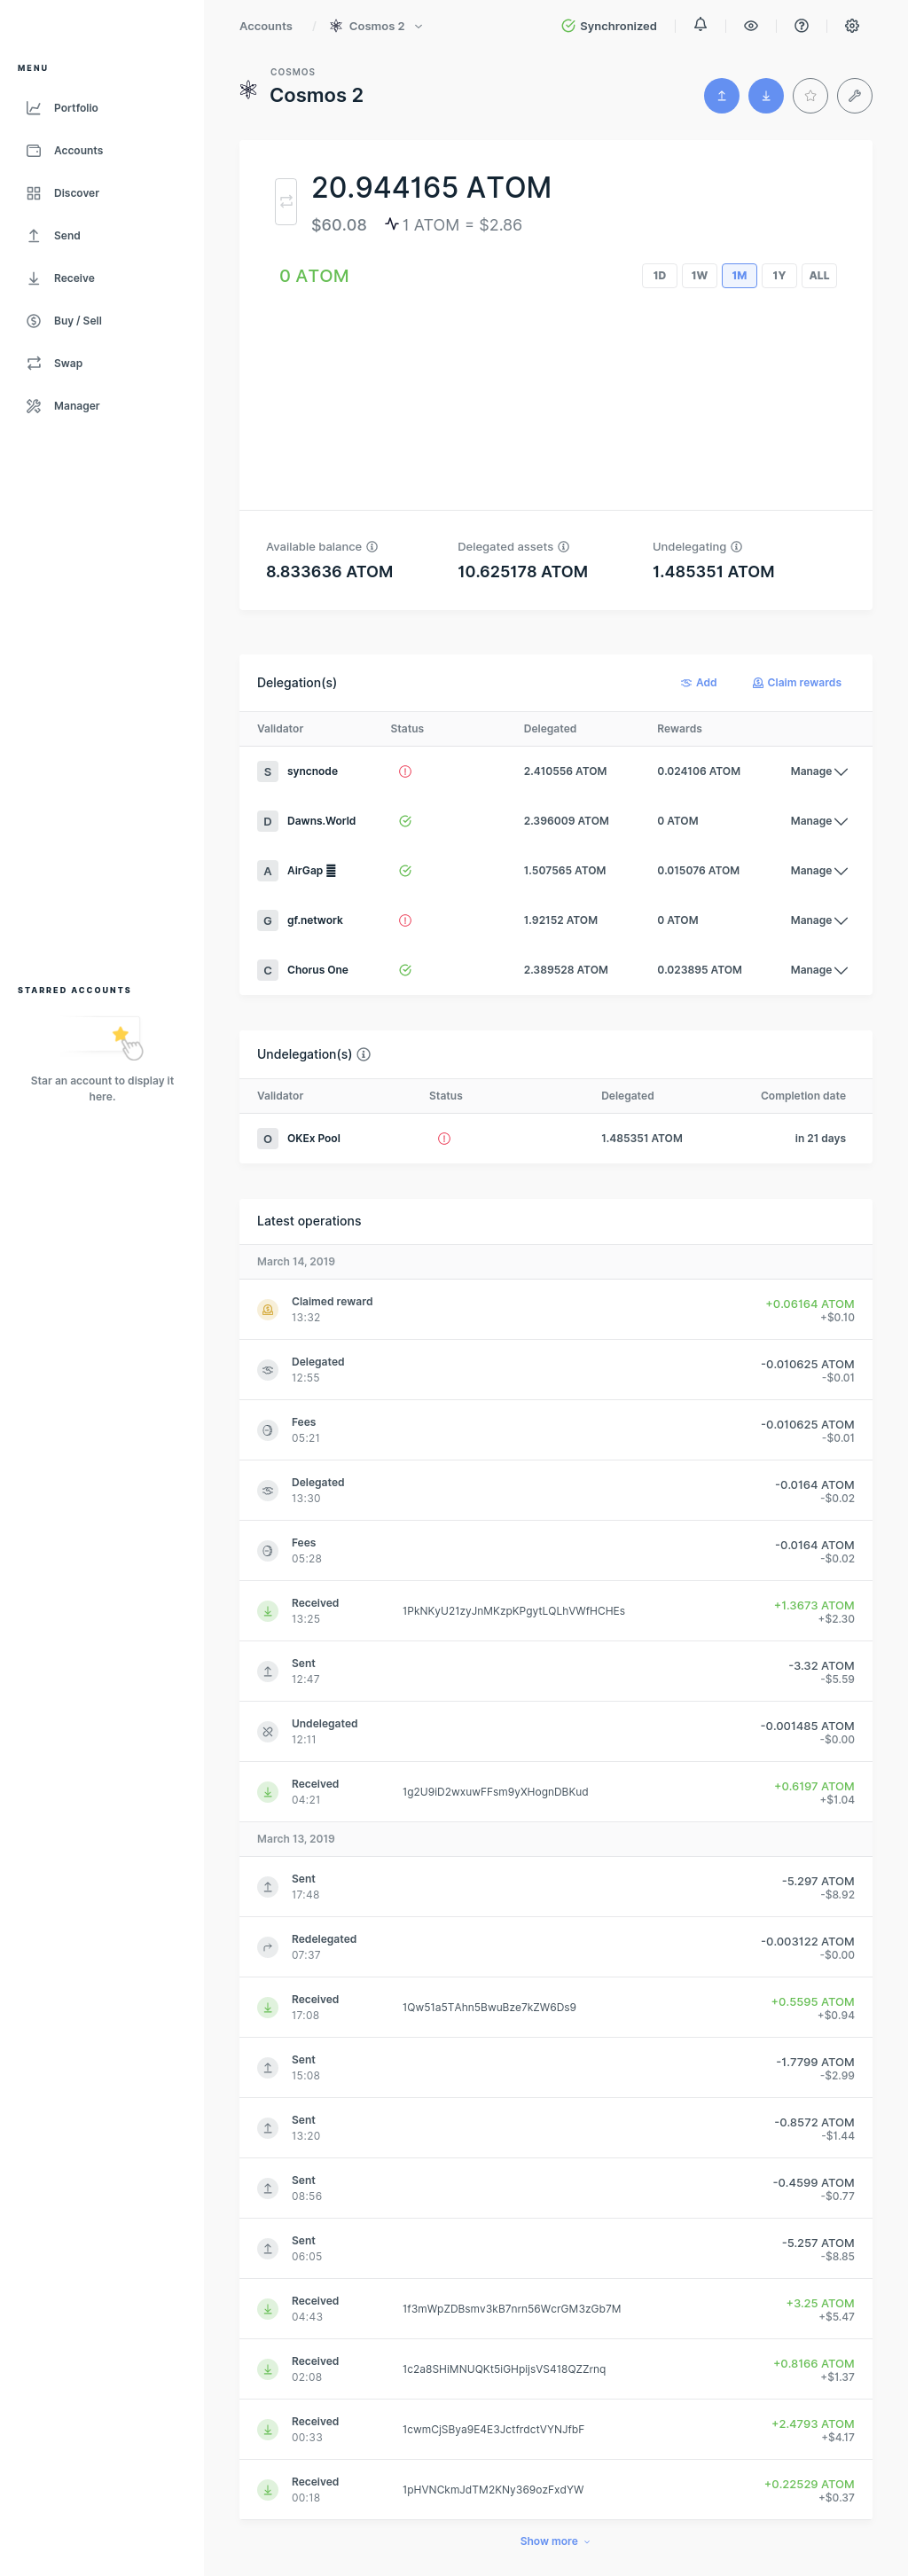 Accounts / Cosmos 2
Synchronized
MENU
Portfolio
Accounts
Discover
Send
Receive
Buy / Sell
Swap
Manager
STARRED ACCOUNTS
Star an account to display it
here.
COSMOS
Cosmos 2
20.944165 ATOM
$60.08 1 ATOM = $2.86
0 ATOM
1D 1W 1M 1Y ALL
Available balance Delegated assets Undelegating
8.833636 ATOM 10.625178 ATOM 1.485351 ATOM
Delegation(s) Add Claim rewards
Validator Status Delegated Rewards
S syncnode 2.410556 ATOM 0.024106 ATOM Manage
D Dawns.World 2.396009 ATOM 0 ATOM Manage
A AirGap 1.507565 ATOM 0.015076 ATOM Manage
G gf.network 1.92152 ATOM 0 ATOM Manage
C Chorus One 2.389528 ATOM 0.023895 ATOM Manage
Undelegation(s)
Validator Status Delegated Completion date
O OKEx Pool 1.485351 ATOM in 21 days
Latest operations
March 14, 2019
Claimed reward +0.06164 ATOM
13:32 +$0.10
Delegated -0.010625 ATOM
12:55 -$0.01
Fees -0.010625 ATOM
05:21 -$0.01
Delegated -0.0164 ATOM
13:30 -$0.02
Fees -0.0164 ATOM
05:28 -$0.02
Received 1PkNKyU21zyJnMKzpKPgytLQLhVWfHCHEs +1.3673 ATOM
13:25 +$2.30
Sent -3.32 ATOM
12:47 -$5.59
Undelegated -0.001485 ATOM
12:11 -$0.00
Received 1g2U9iD2wxuwFFsm9yXHognDBKud +0.6197 ATOM
04:21 +$1.04
March 13, 2019
Sent -5.297 ATOM
17:48 -$8.92
Redelegated -0.003122 ATOM
07:37 -$0.00
Received 1Qw51a5TAhn5BwuBze7kZW6Ds9 +0.5595 ATOM
17:08 +$0.94
Sent -1.7799 ATOM
15:08 -$2.99
Sent -0.8572 ATOM
13:20 -$1.44
Sent -0.4599 ATOM
08:56 -$0.77
Sent -5.257 ATOM
06:05 -$8.85
Received 1f3mWpZDBsmv3kB7nrn56WcrGM3zGb7M +3.25 ATOM
04:43 +$5.47
Received 1c2a8SHiMNUQKt5iGHpijsVS418QZZrnq +0.8166 ATOM
02:08 +$1.37
Received 1cwmCjSBya9E4E3JctfrdctVYNJfbF +2.4793 ATOM
00:33 +$4.17
Received 1pHVNCkmJdTM2KNy369ozFxdYW +0.22529 ATOM
00:18 +$0.37
Show more